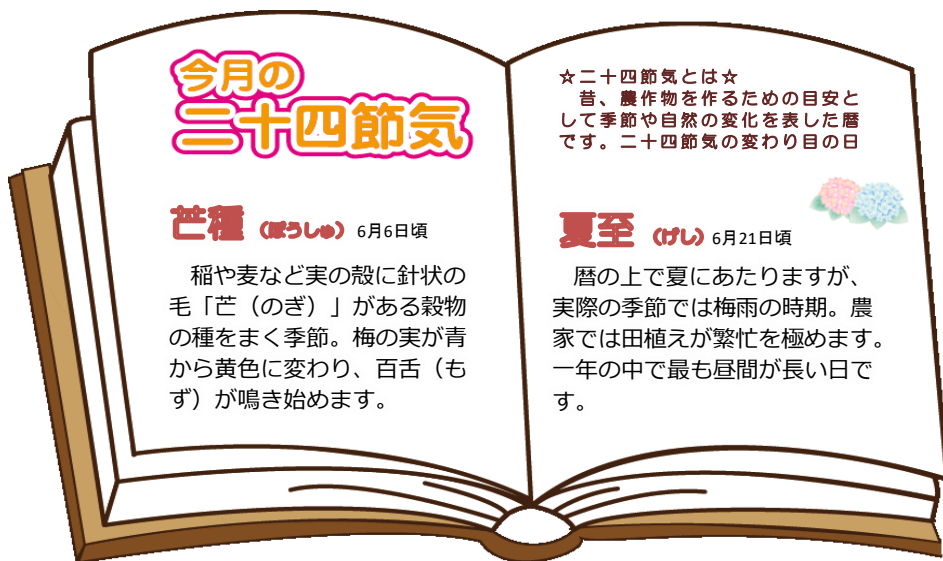 今月の
二十四節気
芒種（ぼうしゅ）6月6日頃
稲や麦など実の殻に針状の
毛「芒（のぎ）」がある穀物
の種をまく季節。梅の実が青
から黄色に変わり、百舌（も
ず）が鳴き始めます。
☆二十四節気とは☆
昔、農作物を作るための目安と
して季節や自然の変化を表した暦
です。二十四節気の変わり目の日
夏至（げし）6月21日頃
暦の上で夏にあたりますが、
実際の季節では梅雨の時期。農
家では田植えが繁忙を極めます。
一年の中で最も昼間が長い日で
す。